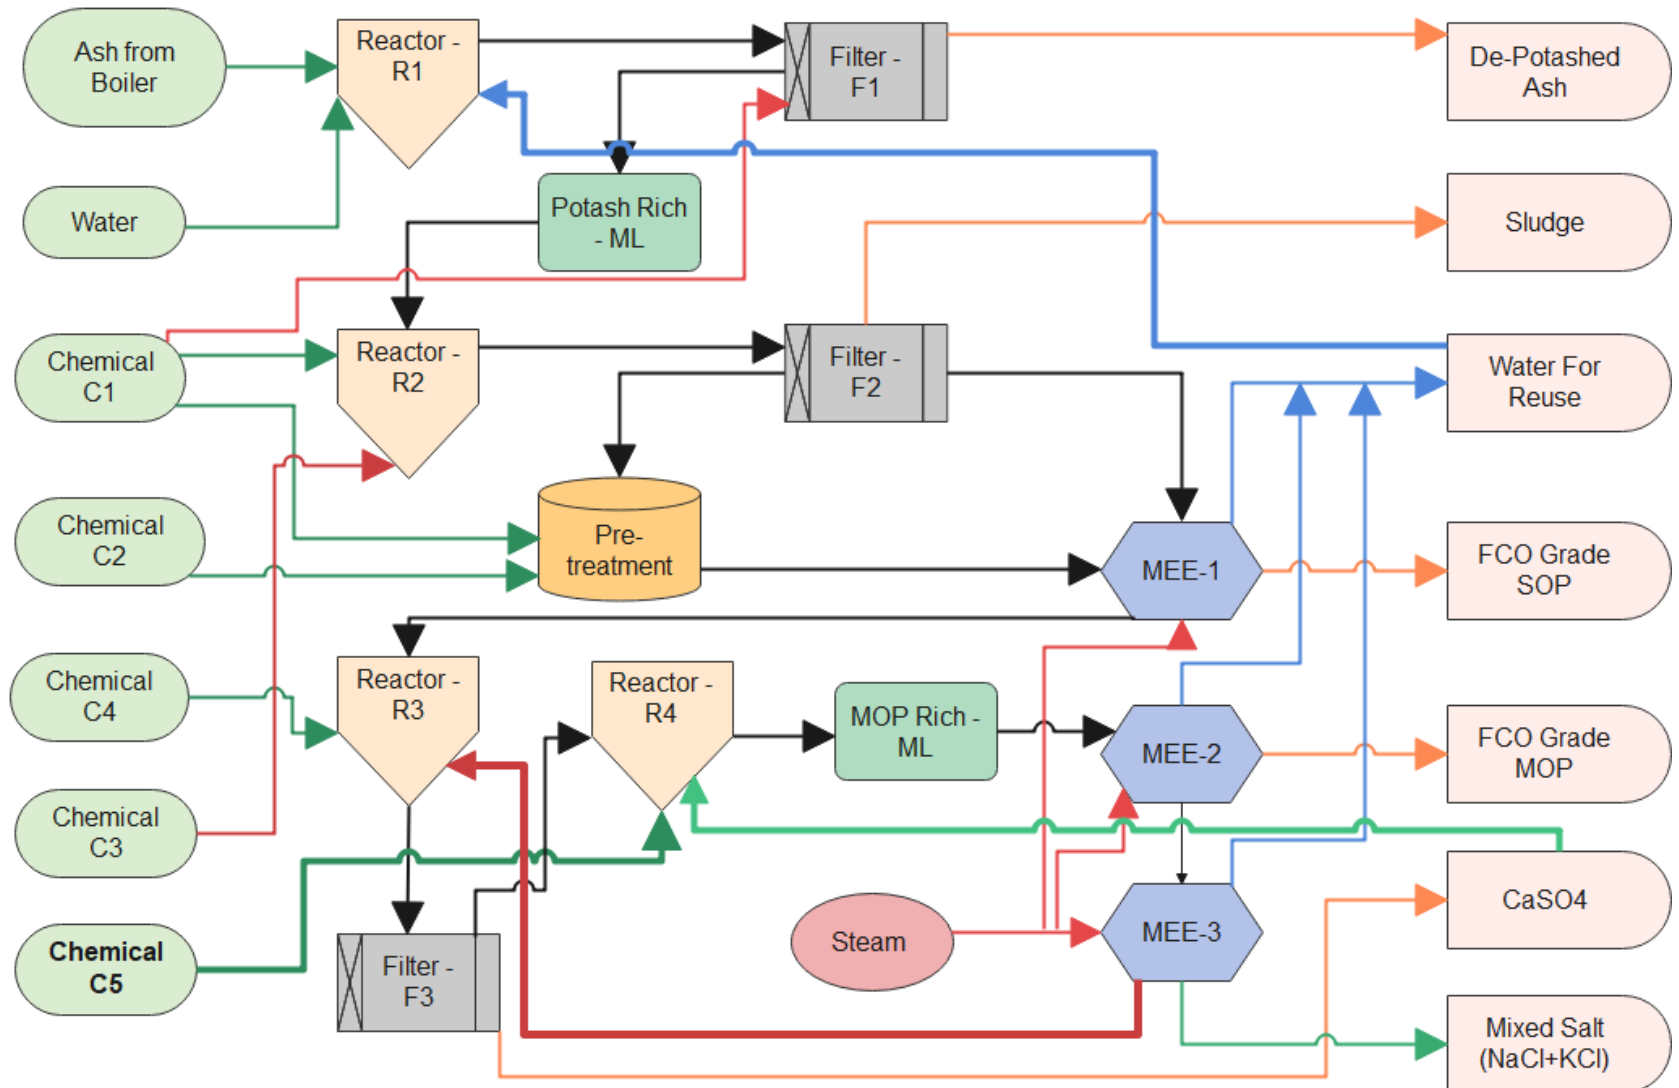 Ash from
Boiler
Reactor -
R1
Filter -
F1
De-Potashed
Ash
Water
Potash Rich
- ML
Sludge
Chemical
C1
Reactor -
R2
Filter -
F2
Water For
Reuse
Chemical
C2
Pre-
treatment
MEE-1
FCO Grade
SOP
Chemical
C4
Reactor -
R3
Reactor -
R4
MOP Rich -
ML
MEE-2
FCO Grade
MOP
Chemical
C3
Chemical
C5
Filter -
F3
Steam
MEE-3
CaSO4
Mixed Salt
(NaCl+KCl)